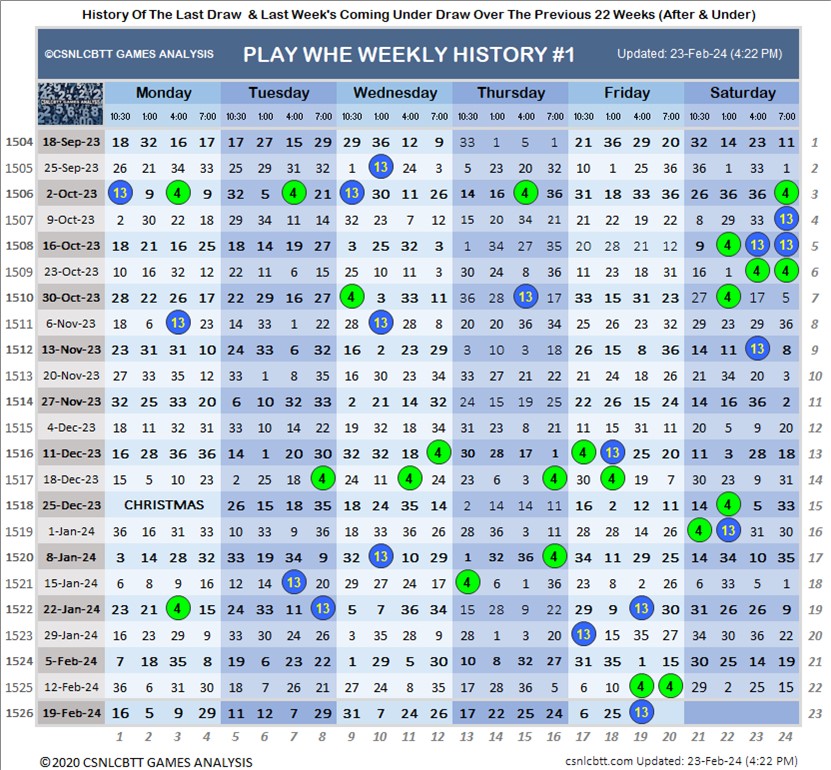 History Of The Last Draw & Last Week's Coming Under Draw Over The Previous 22 Weeks (After & Under)
©CSNLCBTT GAMES ANALYSIS PLAY WHE WEEKLY HISTORY #1 Updated: 23-Feb-24 (4:22 PM)
CSNLCBTT GAMES ANALYSIS Monday Tuesday Wednesday Thursday Friday Saturday
10:30 1:00 4:00 7:00 10:30 1:00 4:00 7:00 10:30 1:00 4:00 7:00 10:30 1:00 4:00 7:00 10:30 1:00 4:00 7:00 10:30 1:00 4:00 7:00
1504 18-Sep-23 18 32 16 17 17 27 15 29 29 36 12 9 33 1 5 1 21 36 29 20 32 14 23 11 1
1505 25-Sep-23 26 21 34 33 25 29 11 32 1 13 24 3 5 23 20 32 10 1 25 36 36 1 33 1 2
1506 2-Oct-23 13 9 4 9 32 5 4 21 13 30 11 26 14 16 4 36 31 18 33 36 26 36 36 4 3
1507 9-Oct-23 2 30 22 18 29 34 11 14 32 23 7 12 15 20 34 21 21 22 19 22 8 29 33 13 4
1508 16-Oct-23 18 21 16 25 18 14 19 27 3 25 32 3 1 34 27 35 20 28 21 12 9 4 13 13 5
1509 23-Oct-23 10 16 32 12 22 11 6 15 25 10 11 3 30 24 8 36 11 23 18 31 16 1 4 4 6
1510 30-Oct-23 28 22 26 17 22 29 16 27 4 3 33 11 36 28 13 17 33 15 31 23 27 4 17 5 7
1511 6-Nov-23 18 6 13 23 14 33 1 22 28 13 28 8 20 20 36 34 25 35 28 27 29 23 29 36 8
1512 13-Nov-23 23 31 31 10 24 33 6 32 16 2 23 29 3 10 3 18 26 15 8 36 14 11 13 8 9
1513 20-Nov-23 27 33 35 12 33 1 8 35 16 30 23 34 33 27 21 22 21 24 18 26 21 34 20 3 10
1514 27-Nov-23 32 25 33 20 6 10 32 33 2 21 14 32 24 15 19 25 22 26 15 24 14 16 36 2 11
1515 4-Dec-23 18 11 32 31 33 10 14 22 19 32 18 34 31 23 8 21 11 15 31 11 20 5 9 20 12
1516 11-Dec-23 16 28 36 36 14 1 20 30 32 32 18 4 30 28 17 1 4 13 25 20 11 3 28 18 13
1517 18-Dec-23 15 5 10 23 2 25 18 4 24 11 4 11 23 6 3 4 30 4 19 7 22 23 9 31 14
1518 25-Dec-23 CHRISTMAS 26 15 18 35 18 24 35 14 2 14 14 11 16 2 12 11 14 4 5 33 15
1519 1-Jan-24 36 16 31 33 10 33 35 22 18 33 36 26 33 36 3 11 28 28 14 26 4 13 31 30 16
1520 8-Jan-24 3 14 28 32 33 19 34 9 32 13 10 29 1 32 36 4 34 11 29 25 14 34 10 35 17
1521 15-Jan-24 6 8 9 16 12 14 13 20 29 27 24 17 4 6 1 36 23 8 2 26 6 33 5 1 18
1522 22-Jan-24 23 21 4 15 24 33 11 13 5 7 36 34 15 28 9 22 29 9 13 30 31 26 26 9 19
1523 29-Jan-24 16 23 29 9 33 30 24 26 3 35 28 9 28 1 3 20 13 15 35 27 34 30 36 22 20
1524 5-Feb-24 7 18 35 8 19 6 23 22 1 29 5 30 10 8 32 27 31 35 1 15 30 25 14 19 21
1525 12-Feb-24 36 6 31 30 18 7 26 21 27 24 8 35 17 28 36 5 6 10 4 4 29 2 25 15 22
1526 19-Feb-24 16 5 9 29 11 12 7 29 31 7 24 26 17 22 25 24 6 25 13 23
1 2 3 4 5 6 7 8 9 10 11 12 13 14 15 16 17 18 19 20 21 22 23 24
©2020 CSNLCBTT GAMES ANALYSIS csnlcbtt.com Updated: 23-Feb-24 (4:22 PM)